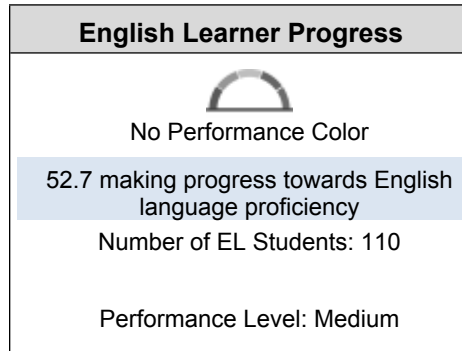 English Learner Progress
No Performance Color
52.7 making progress towards English
language proficiency
Number of EL Students: 110
Performance Level: Medium